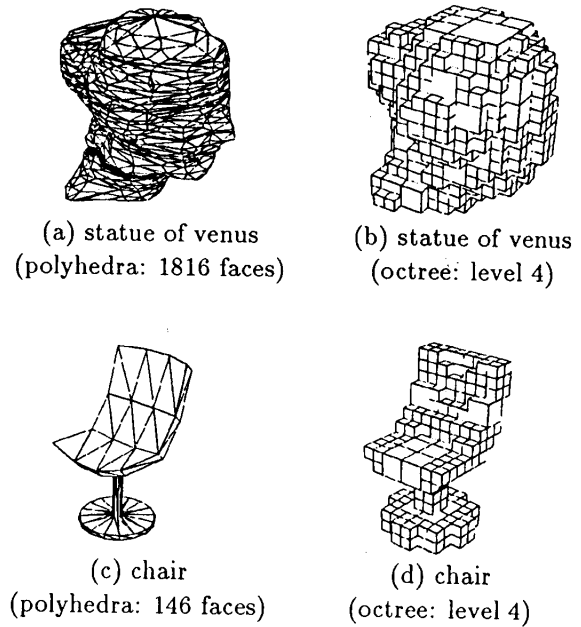 (a) statue of venus
(polyhedra: 1816 faces)
(b) statue of venus
(octree: level 4)
(c) chair
(polyhedra: 146 faces)
(d) chair
(octree: level 4)